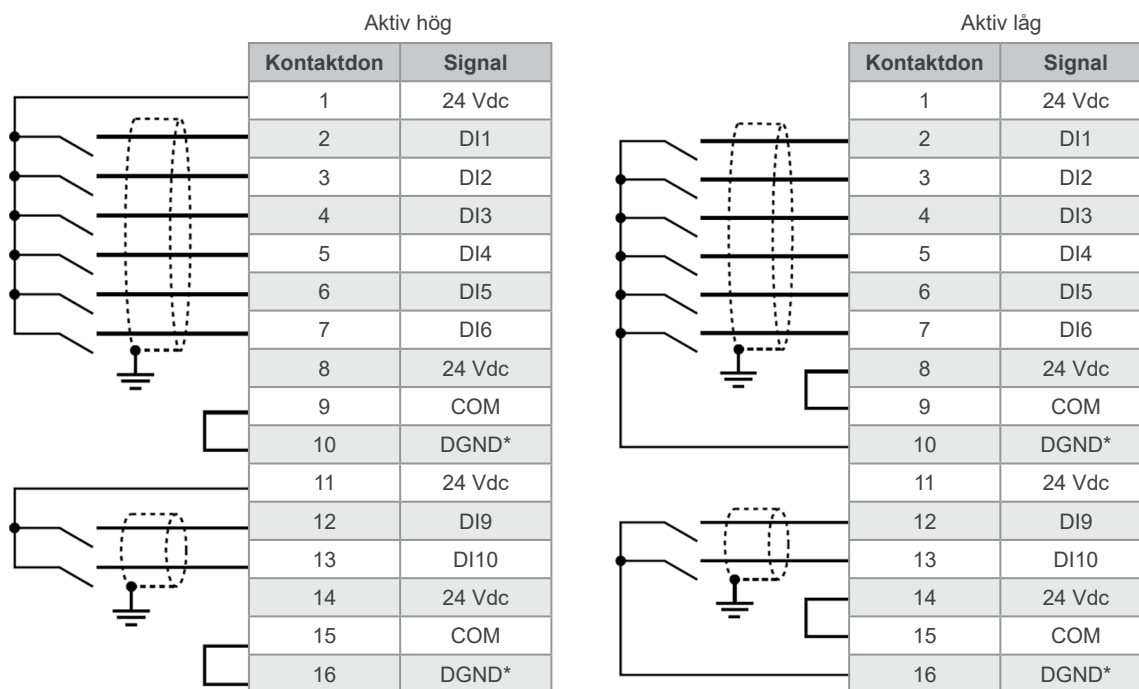 Aktiv hög
Kontaktdon Signal
1 24 Vdc
2 DI1
3 DI2
4 DI3
5 DI4
6 DI5
7 DI6
8 24 Vdc
9 COM
10 DGND*
11 24 Vdc
12 DI9
13 DI10
14 24 Vdc
15 COM
16 DGND*
Aktiv låg
Kontaktdon Signal
1 24 Vdc
2 DI1
3 DI2
4 DI3
5 DI4
6 DI5
7 DI6
8 24 Vdc
9 COM
10 DGND*
11 24 Vdc
12 DI9
13 DI10
14 24 Vdc
15 COM
16 DGND*